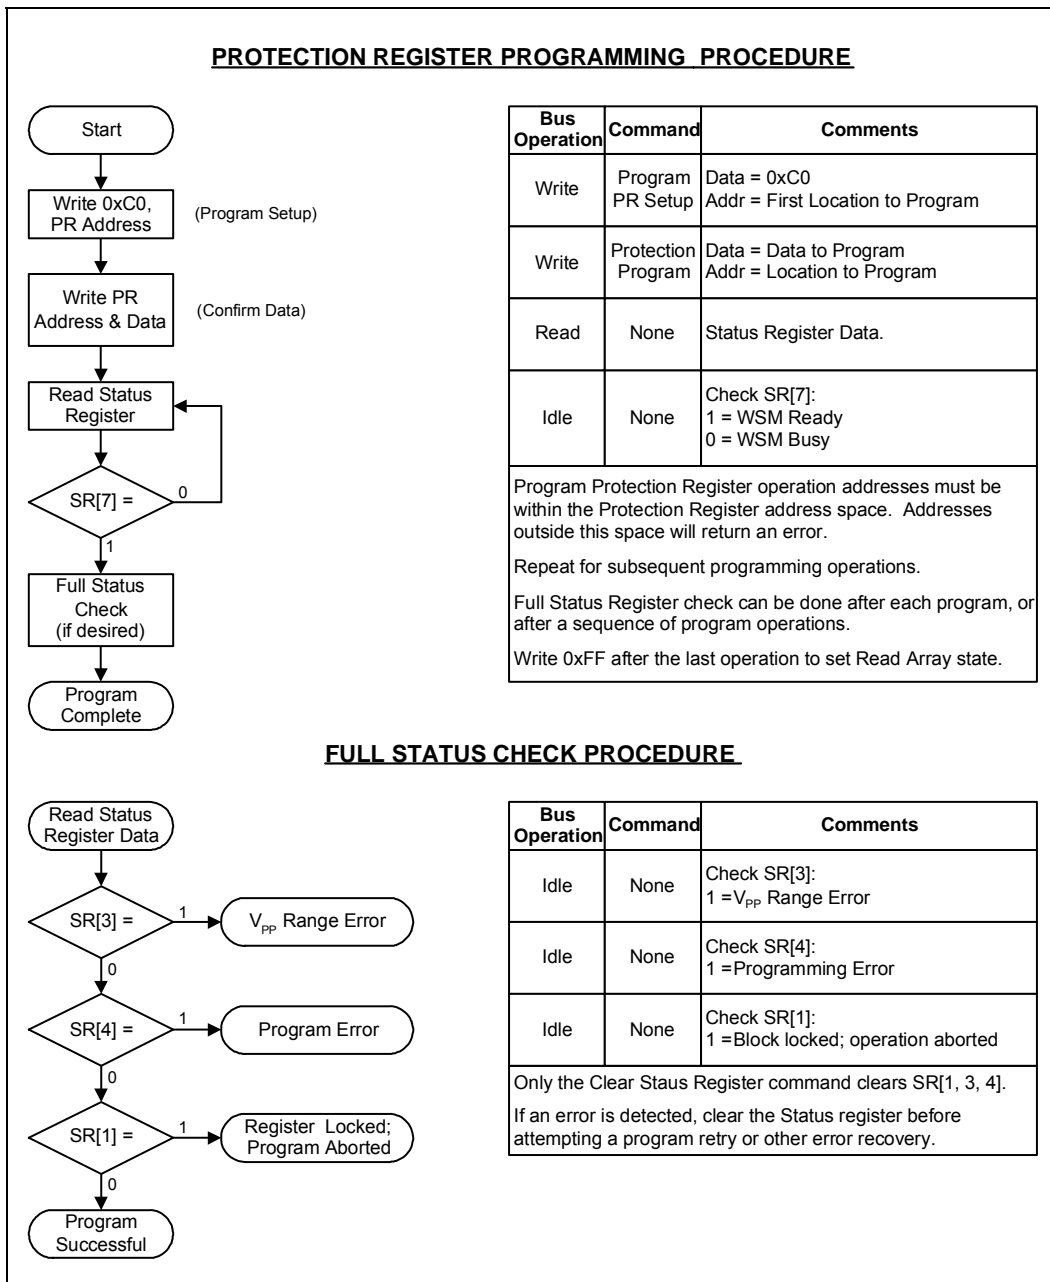 PROTECTION REGISTER PROGRAMMING PROCEDURE
Start
Write 0xC0,
PR Address
(Program Setup)
Write PR
Address & Data
(Confirm Data)
Read Status
Register
SR[7] =
0
1
Full Status
Check
(if desired)
Program
Complete
Bus
Operation
Command
Comments
Write
Program
PR Setup
Data = 0xC0
Addr = First Location to Program
Write
Protection
Program
Data = Data to Program
Addr = Location to Program
Read
None
Status Register Data.
Idle
None
Check SR[7]:
1 = WSM Ready
0 = WSM Busy
Program Protection Register operation addresses must be
within the Protection Register address space. Addresses
outside this space will return an error.
Repeat for subsequent programming operations.
Full Status Register check can be done after each program, or
after a sequence of program operations.
Write 0xFF after the last operation to set Read Array state.
FULL STATUS CHECK PROCEDURE
Read Status
Register Data
SR[3] =
1
VPP Range Error
0
SR[4] =
1
Program Error
0
SR[1] =
1
Register Locked;
Program Aborted
0
Program
Successful
Bus
Operation
Command
Comments
Idle
None
Check SR[3]:
1 =VPP Range Error
Idle
None
Check SR[4]:
1 =Programming Error
Idle
None
Check SR[1]:
1 =Block locked; operation aborted
Only the Clear Staus Register command clears SR[1, 3, 4].
If an error is detected, clear the Status register before
attempting a program retry or other error recovery.